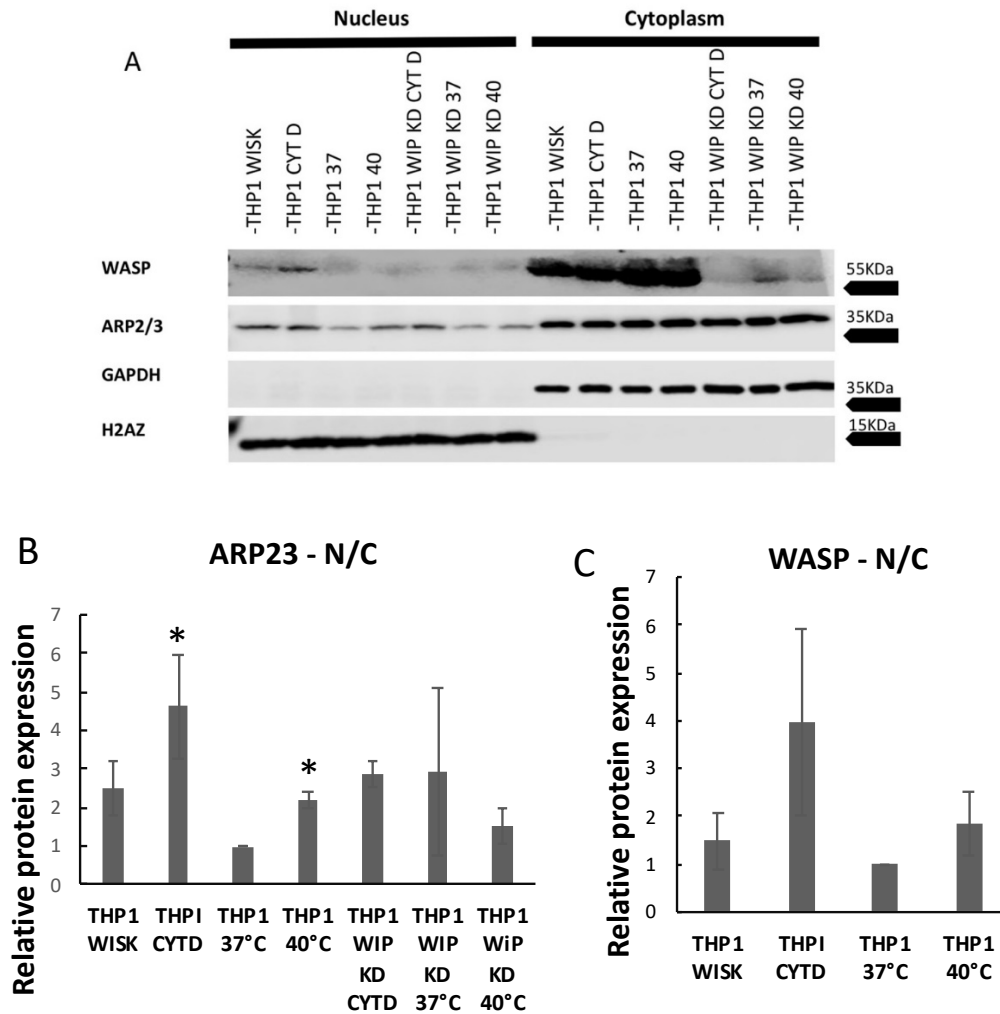 Nucleus Cytoplasm
A
-THP1 WISK
-THP1 CYT D
-THP1 37
-THP1 40
-THP1 WIP KD CYT D
-THP1 WIP KD 37
-THP1 WIP KD 40
-THP1 WISK
-THP1 CYT D
-THP1 37
-THP1 40
-THP1 WIP KD CYT D
-THP1 WIP KD 37
-THP1 WIP KD 40
WASP 55KDa
ARP2/3 35KDa
GAPDH 35KDa
H2AZ 15KDa
B
ARP23 - N/C
Relative protein expression
7
6
5
4
3
2
1
0
*
*
THP1 WISK
THPI CYTD
THP1 37°C
THP1 40°C
THP1 WIP KD CYTD
THP1 WIP KD 37°C
THP1 WiP KD 40°C
C
WASP - N/C
Relative protein expression
7
6
5
4
3
2
1
0
THP1 WISK
THPI CYTD
THP1 37°C
THP1 40°C